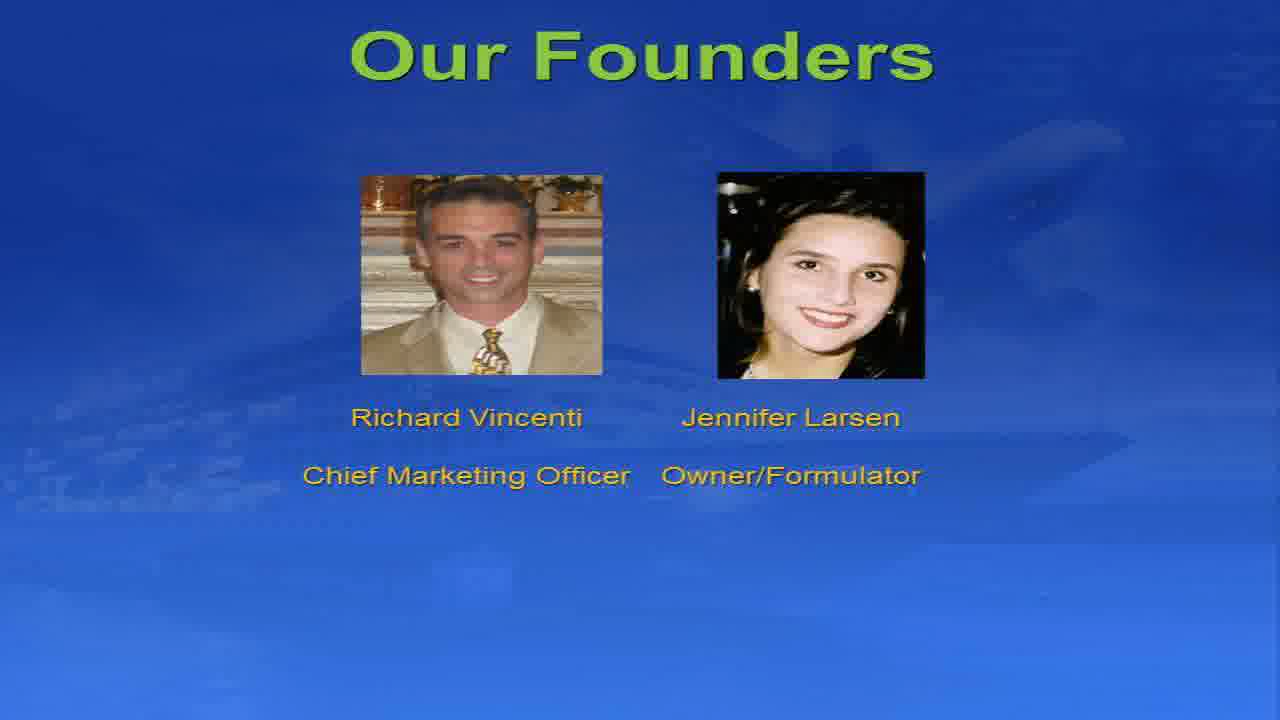 Our Founders
Richard Vincenti
Jennifer Larsen
Chief Marketing Officer
Owner/Formulator